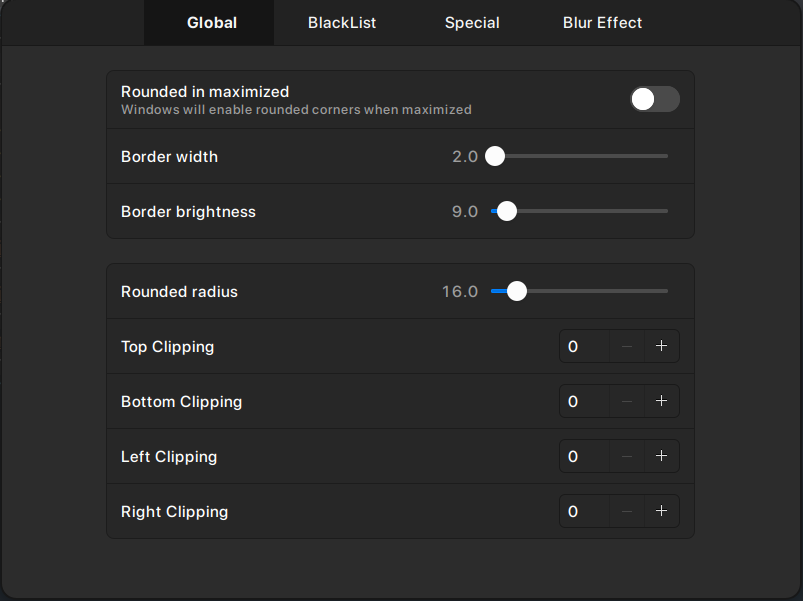 Global
BlackList
Special
Blur Effect
Rounded in maximized
Windows will enable rounded corners when maximized
Border width
2.0
Border brightness
9.0
Rounded radius
16.0
Top Clipping
0
Bottom Clipping
0
Left Clipping
0
Right Clipping
0